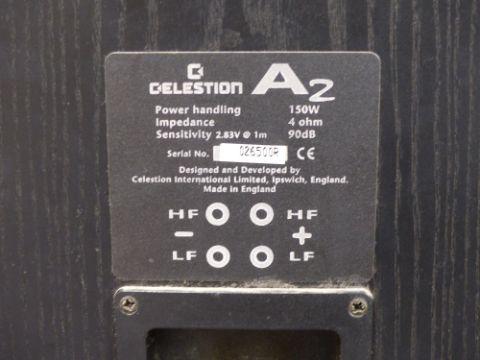 CELESTION A2
Power handling 150W
Impedance 4 ohm
Sensitivity 2.83V @ 1m 90dB
Serial No. 026500R CE
Designed and Developed by
Celestion International Limited, Ipswich, England.
Made in England
HF HF
− +
LF LF